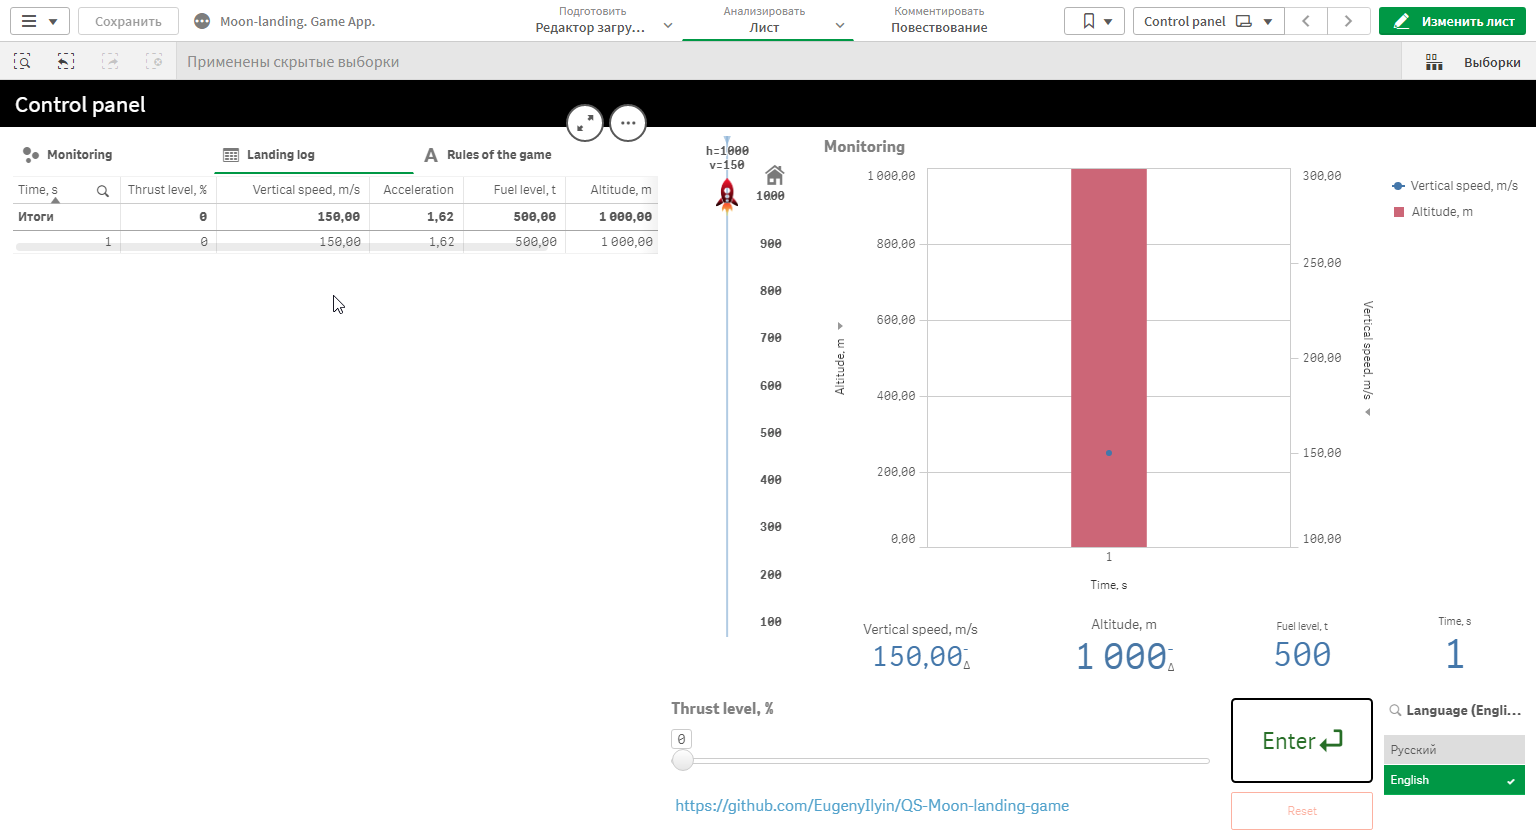 Сохранить
Moon-landing. Game App.
Подготовить
Редактор загру...
Анализировать
Лист
Комментировать
Повествование
Control panel
Изменить лист
Применены скрытые выборки
Выборки
Control panel
Monitoring
Landing log
A Rules of the game
Time, s Thrust level, % Vertical speed, m/s Acceleration Fuel level, t Altitude, m
Итоги 0 150,00 1,62 500,00 1 000,00
1 0 150,00 1,62 500,00 1 000,00
h=1000
v=150
1000
900
800
700
600
500
400
300
200
100
Monitoring
1 000,00
800,00
600,00
400,00
200,00
0,00
Altitude, m
1
Time, s
300,00
250,00
200,00
150,00
100,00
Vertical speed, m/s
Vertical speed, m/s
Altitude, m
Vertical speed, m/s
150,00 - Δ
Altitude, m
1 000 - Δ
Fuel level, t
500
Time, s
1
Thrust level, %
0
Enter
Reset
Language (Engli...
Русский
English
https://github.com/EugenyIlyin/QS-Moon-landing-game